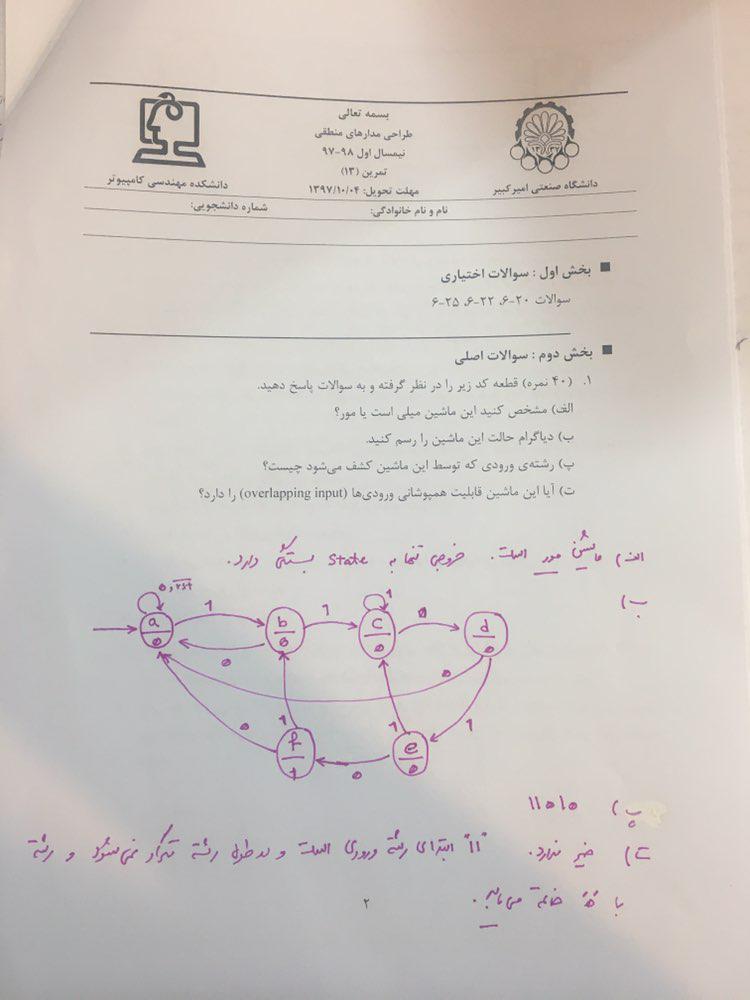 بسمه تعالی
طراحی مدارهای منطقی
نیمسال اول ۹۸-۹۷
تمرین (۱۳)
مهلت تحویل: ۱۳۹۷/۱۰/۰۴
دانشگاه صنعتی امیرکبیر
دانشکده مهندسی کامپیوتر
نام و نام خانوادگی: شماره دانشجویی:
بخش اول : سوالات اختیاری
سوالات ۲۰-۶، ۲۲-۶، ۲۵-۶
بخش دوم : سوالات اصلی
۱. (۴۰ نمره) قطعه کد زیر را در نظر گرفته و به سوالات پاسخ دهید.
الف) مشخص کنید این ماشین میلی است یا مور؟
ب) دیاگرام حالت این ماشین را رسم کنید.
پ) رشته‌ی ورودی که توسط این ماشین کشف می‌شود چیست؟
ت) آیا این ماشین قابلیت همپوشانی ورودی‌ها (overlapping input) را دارد؟
الف) ماشین مور است. خروجی تنها به state بستگی دارد.
ب)
0, rst
1 1 1 0
a b c d
0 0 0 0
0 0
0 1 1 1
f e
1 0 0
پ) 11010
ت) خیر ندارد. "11" ابتدای رشته ورودی است و در طول رشته تکرار نمی‌شود و رشته
با "0" خاتمه می‌یابد.
۲